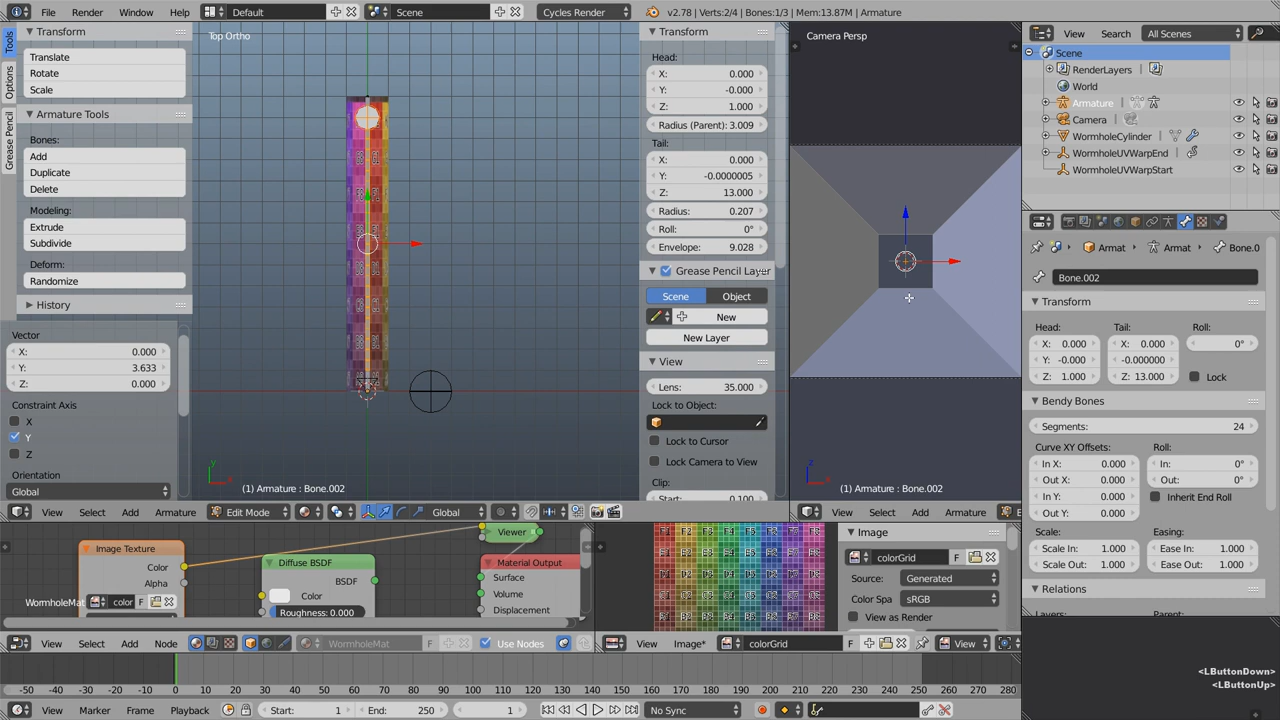 File Render Window Help Default Scene Cycles Render v2.78 | Verts:2/4 | Bones:1/3 | Mem:13.87M | Armature
Tools
Options
Grease Pencil
Transform
Translate
Rotate
Scale
Armature Tools
Bones:
Add
Duplicate
Delete
Modeling:
Extrude
Subdivide
Deform:
Randomize
History
Vector
X: 0.000
Y: 3.633
Z: 0.000
Constraint Axis
X
Y
Z
Orientation
Global
Top Ortho
(1) Armature : Bone.002
Transform
Head:
X: 0.000
Y: -0.000
Z: 1.000
Radius (Parent): 3.009
Tail:
X: 0.000
Y: -0.0000005
Z: 13.000
Radius: 0.207
Roll: 0°
Envelope: 9.028
Grease Pencil Layer
Scene Object
New
New Layer
View
Lens: 35.000
Lock to Object:
Lock to Cursor
Lock Camera to View
Clip:
Start: 0.100
Camera Persp
(1) Armature : Bone.002
View Search All Scenes
Scene
RenderLayers
World
Armature
Camera
WormholeCylinder
WormholeUVWarpEnd
WormholeUVWarpStart
Armat Armat Bone.0
Bone.002
Transform
Head: Tail: Roll:
X: 0.000 X: 0.000 0°
Y: -0.000 Y: -0.000000
Z: 1.000 Z: 13.000 Lock
Bendy Bones
Segments: 24
Curve XY Offsets: Roll:
In X: 0.000 In: 0°
Out X: 0.000 Out: 0°
In Y: 0.000 Inherit End Roll
Out Y: 0.000
Scale: Easing:
Scale In: 1.000 Ease In: 1.000
Scale Out: 1.000 Ease Out: 1.000
Relations
View Select Add Armature Edit Mode Global
View Select Add Armature
Image Texture
Color
Alpha
WormholeMat
color F
Diffuse BSDF
BSDF
Color
Roughness: 0.000
Viewer
Material Output
Surface
Volume
Displacement
Image
colorGrid F
Source: Generated
Color Spa sRGB
View as Render
View Select Add Node WormholeMat F Use Nodes
View Image* colorGrid F View
-50 -40 -30 -20 -10 0 10 20 30 40 50 60 70 80 90 100 110 120 130 140 150 160 170 180 190 200 210 220 230 240 250 260 270 280
View Marker Frame Playback Start: 1 End: 250 1 No Sync
<LButtonDown>
<LButtonUp>